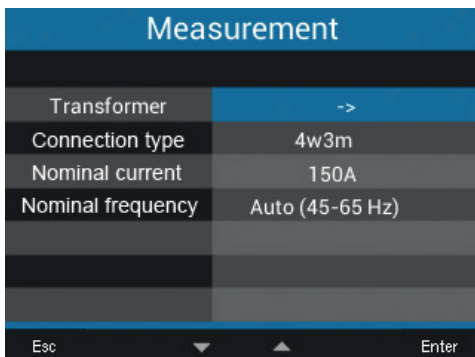 Measurement
Transformer ->
Connection type 4w3m
Nominal current 150A
Nominal frequency Auto (45-65 Hz)
Esc Enter